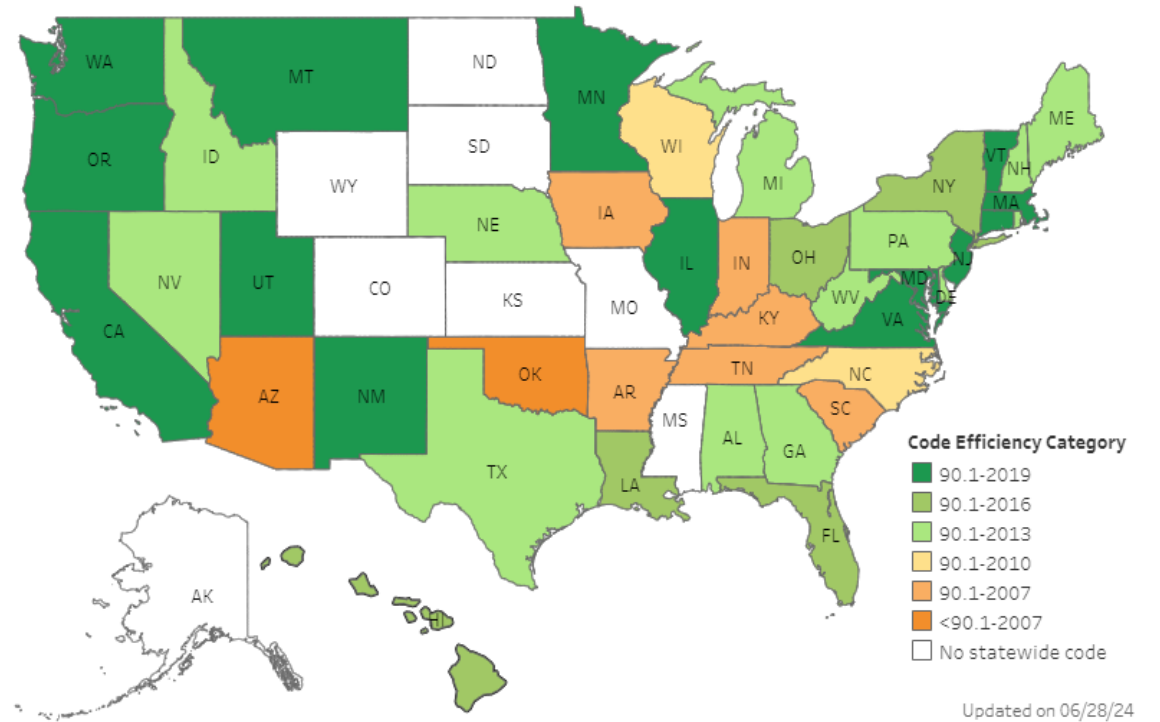 WA
MT
ND
MN
ME
OR
ID
SD
WI
VT
NH
WY
MI
NY
MA
IA
NE
PA
NV
UT
CO
IL
IN
OH
NJ
MD
DE
WV
KS
MO
VA
CA
KY
AZ
NM
OK
AR
TN
NC
SC
MS
AL
GA
TX
LA
FL
AK
HI
Code Efficiency Category
90.1-2019
90.1-2016
90.1-2013
90.1-2010
90.1-2007
<90.1-2007
No statewide code
Updated on 06/28/24